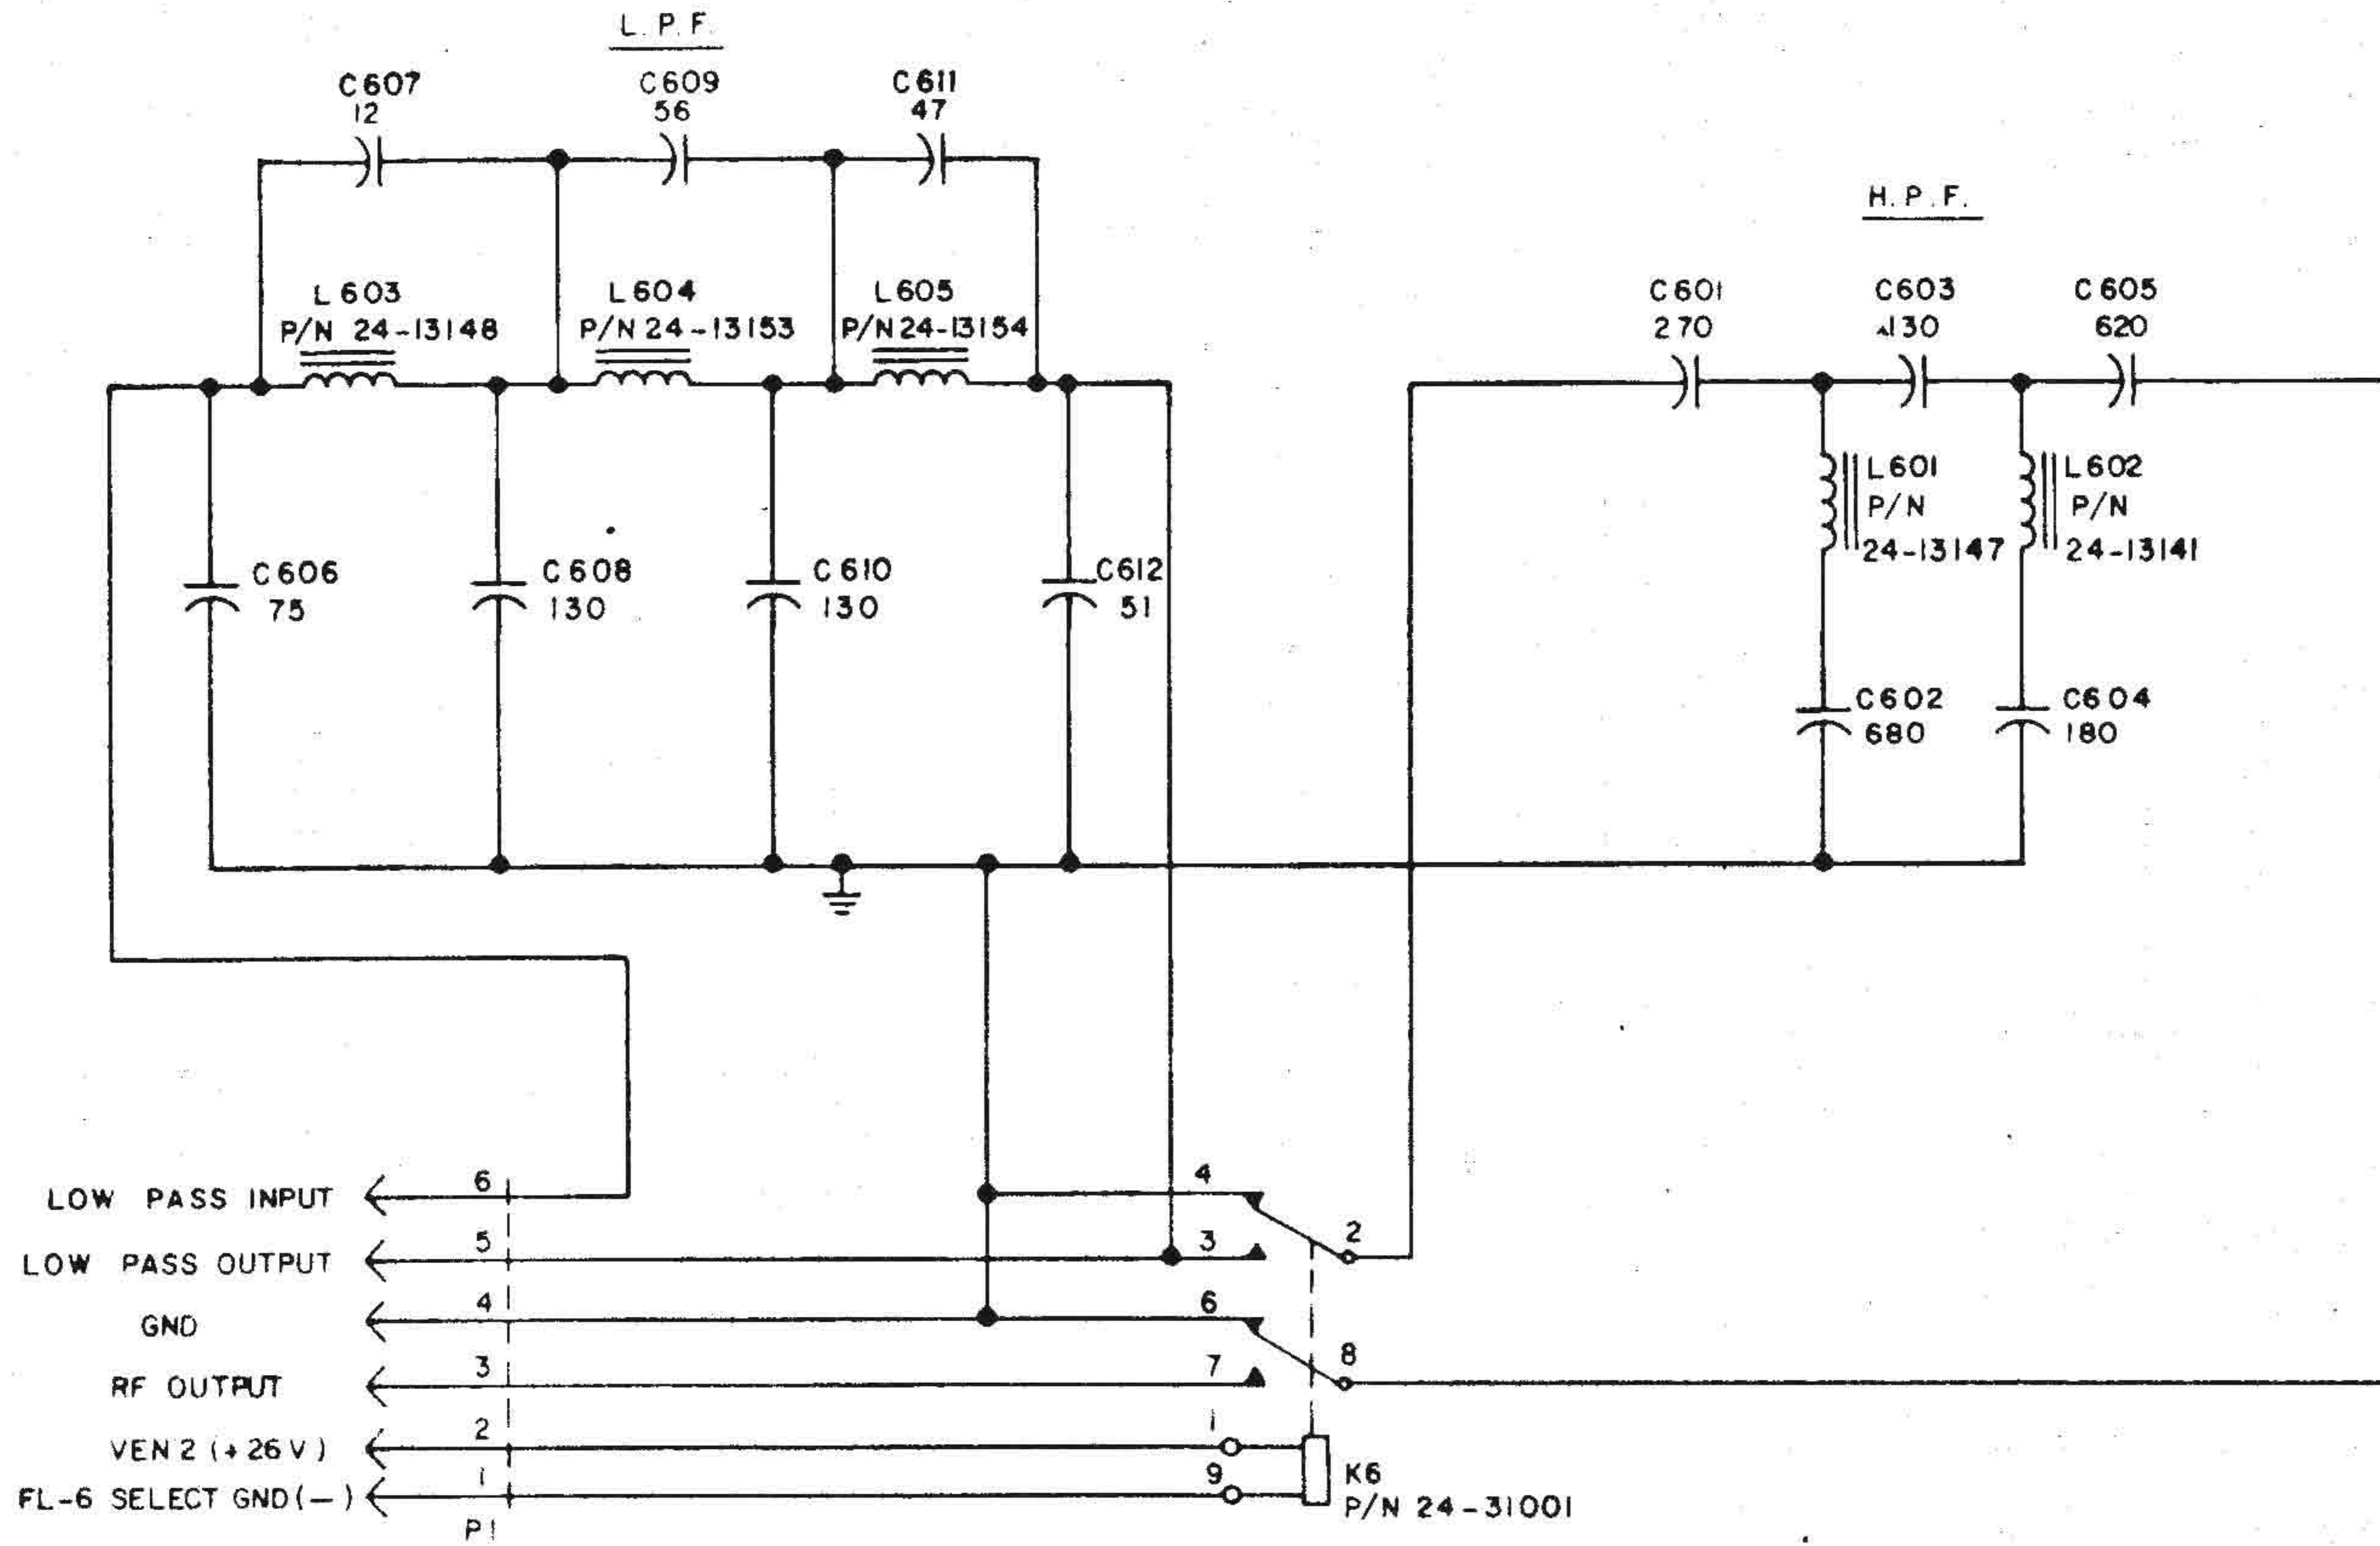 L. P. F.
C607
12
C609
56
C611
47
H. P. F.
L603
P/N 24-13148
L604
P/N 24-13153
L605
P/N 24-13154
C601
270
C603
130
C605
620
L601
P/N
24-13147
L602
P/N
24-13141
C606
75
C608
130
C610
130
C612
51
C602
680
C604
180
LOW PASS INPUT
6
4
2
LOW PASS OUTPUT
5
3
GND
4
6
8
RF OUTPUT
3
7
VEN 2 (+26V)
2
1
FL-6 SELECT GND(-)
1
9
K6
P/N 24-31001
P1